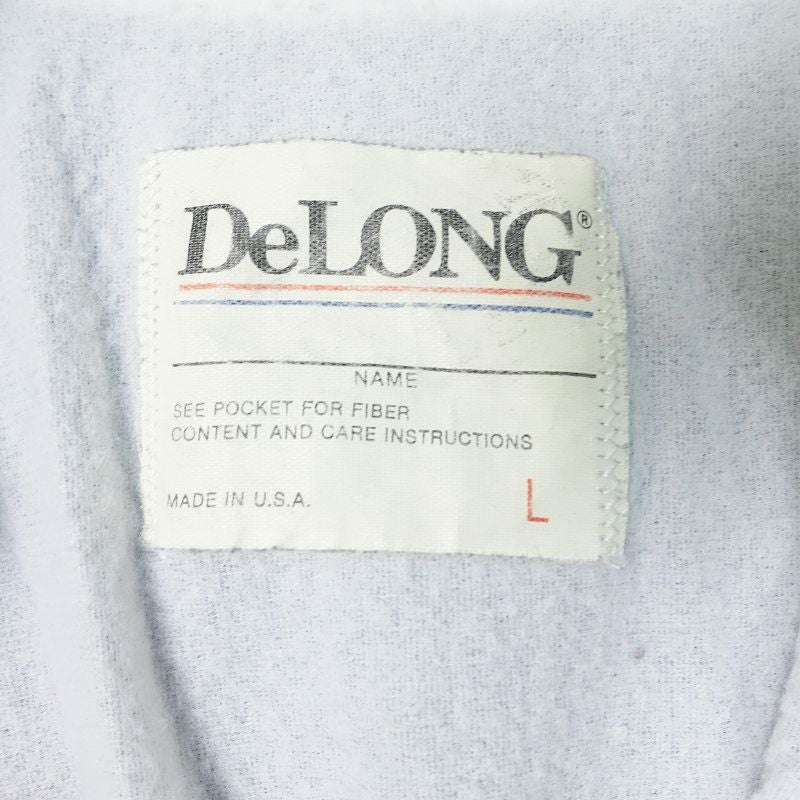 DeLONG®
NAME
SEE POCKET FOR FIBER
CONTENT AND CARE INSTRUCTIONS
MADE IN U.S.A.
L